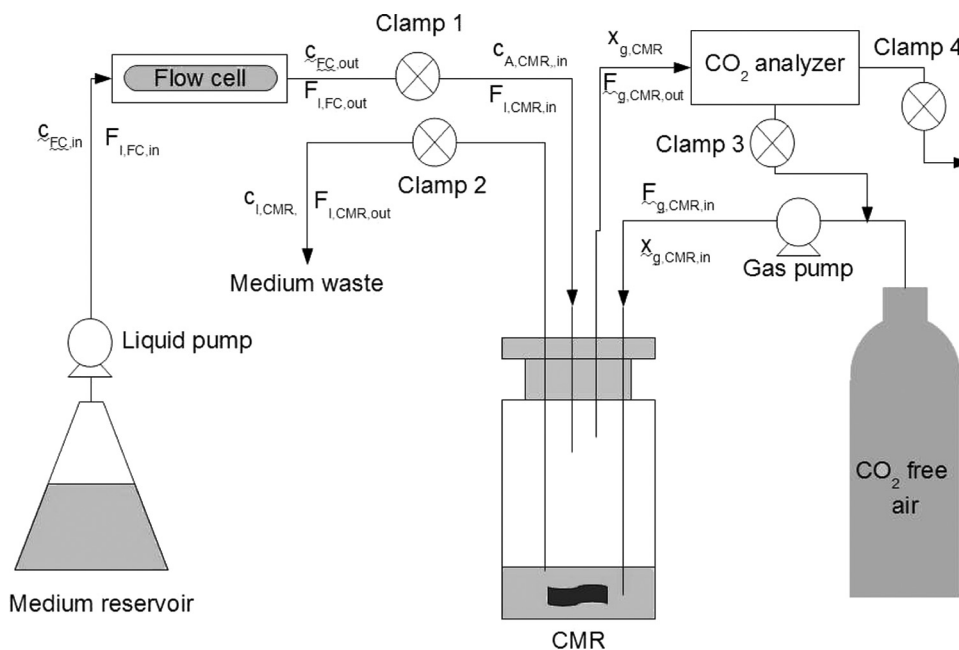 Clamp 1
c_FC,out
F_l,FC,out
c_A,CMR,,in
F_l,CMR,in
x_g,CMR
F_g,CMR,out
CO₂ analyzer
Clamp 4
Flow cell
c_FC,in
F_l,FC,in
Clamp 2
Clamp 3
c_l,CMR,
F_l,CMR,out
F_g,CMR,in
x_g,CMR,in
Gas pump
Medium waste
Liquid pump
CO₂ free
air
Medium reservoir
CMR